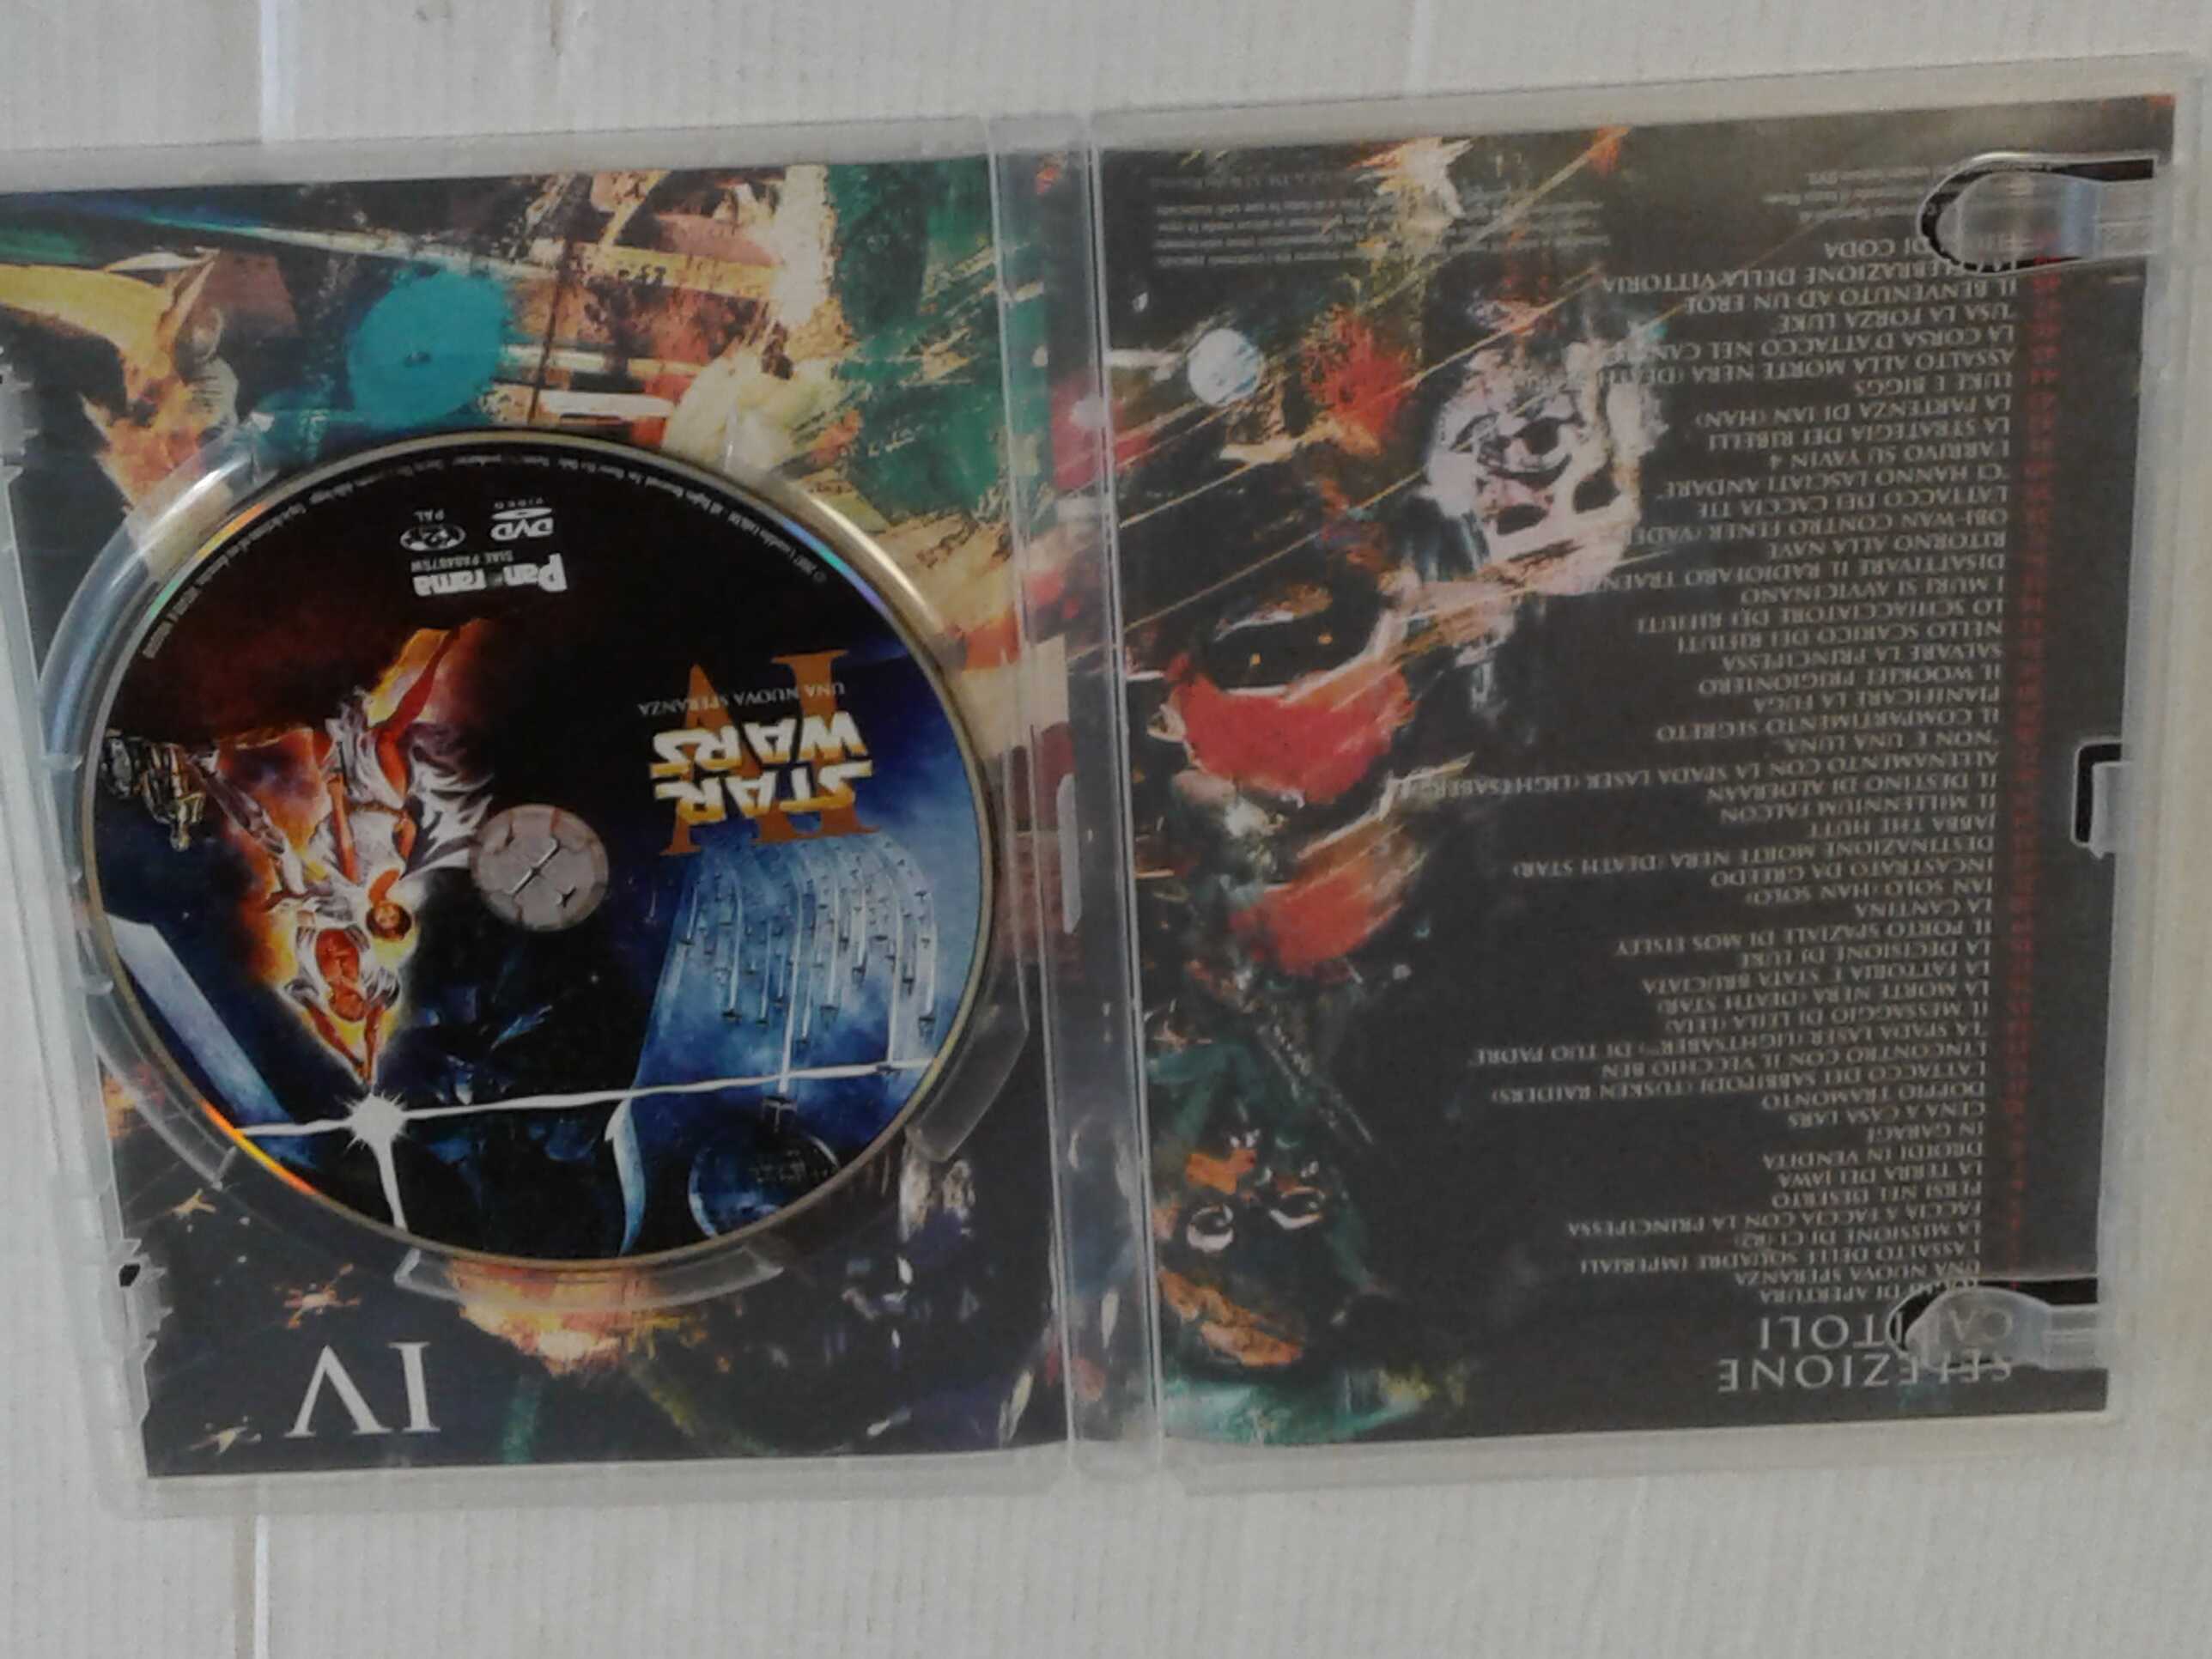 SELEZIONE
CAPITOLI
DI APERTURA
UNA NUOVA SPERANZA
L'ASSALTO DELLE SQUADRE IMPERIALI
LA MISSIONE DI C1 (R2)
FACCIA A FACCIA CON LA PRINCIPESSA
PERSI NEL DESERTO
LA TERRA DEI JAWA
DROIDI IN VENDITA
IN GARAGE
CENA A CASA LARS
DOPPIO TRAMONTO
L'ATTACCO DEI SABBIPODI (TUSKEN RAIDERS)
L'INCONTRO CON IL VECCHIO BEN
"LA SPADA LASER (LIGHTSABER™) DI TUO PADRE"
IL MESSAGGIO DI LEILA (LEIA)
LA MORTE NERA (DEATH STAR)
LA FATTORIA È STATA BRUCIATA
LA DECISIONE DI LUKE
IL PORTO SPAZIALE DI MOS EISLEY
LA CANTINA
IAN SOLO (HAN SOLO)
INCASTRATO DA GREEDO
DESTINAZIONE MORTE NERA (DEATH STAR)
JABBA THE HUTT
IL MILLENNIUM FALCON
IL DESTINO DI ALDERAAN
ALLENAMENTO CON LA SPADA LASER (LIGHTSABER™)
"NON È UNA LUNA"
IL COMPARTIMENTO SEGRETO
PIANIFICARE LA FUGA
IL WOOKIEE PRIGIONIERO
SALVARE LA PRINCIPESSA
NELLO SCARICO DEI RIFIUTI
LO SCHIACCIATORE DEI RIFIUTI
I MURI SI AVVICINANO
DISATTIVARE IL RADIOFARO TRAENTE
RITORNO ALLA NAVE
OBI-WAN CONTRO FENER (VADER)
L'ATTACCO DEI CACCIA TIE
"CI HANNO LASCIATI ANDARE"
L'ARRIVO SU YAVIN 4
LA STRATEGIA DEI RIBELLI
LA PARTENZA DI IAN (HAN)
LUKE E BIGGS
ASSALTO ALLA MORTE NERA (DEATH
LA CORSA D'ATTACCO NEL
"USA LA FORZA LUKE"
IL BENVENUTO AD UN EROE
CELEBRAZIONE DELLA VITTORIA
DI CODA
IV
STAR
WARS
IV
UNA NUOVA SPERANZA
Panorama
DVD
VIDEO
2
PAL